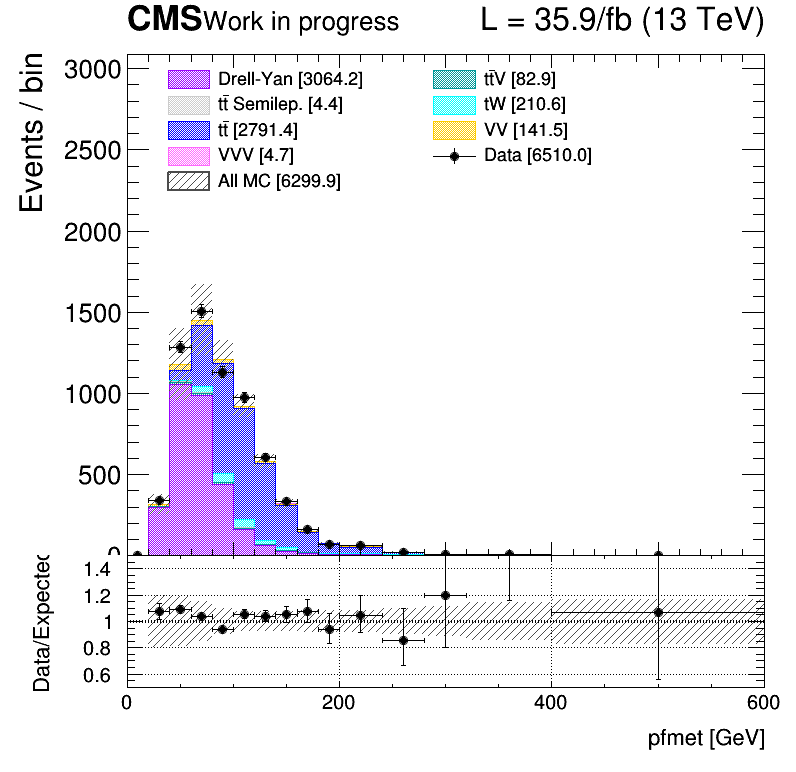 CMS Work in progress L = 35.9/fb (13 TeV)
Events / bin
3000
2500
2000
1500
1000
500
0
Drell-Yan [3064.2]
tt̄ Semilep. [4.4]
tt̄ [2791.4]
VVV [4.7]
All MC [6299.9]
tt̄V [82.9]
tW [210.6]
VV [141.5]
Data [6510.0]
Data/Expected
1.4
1.2
1
0.8
0.6
0 200 400 600
pfmet [GeV]